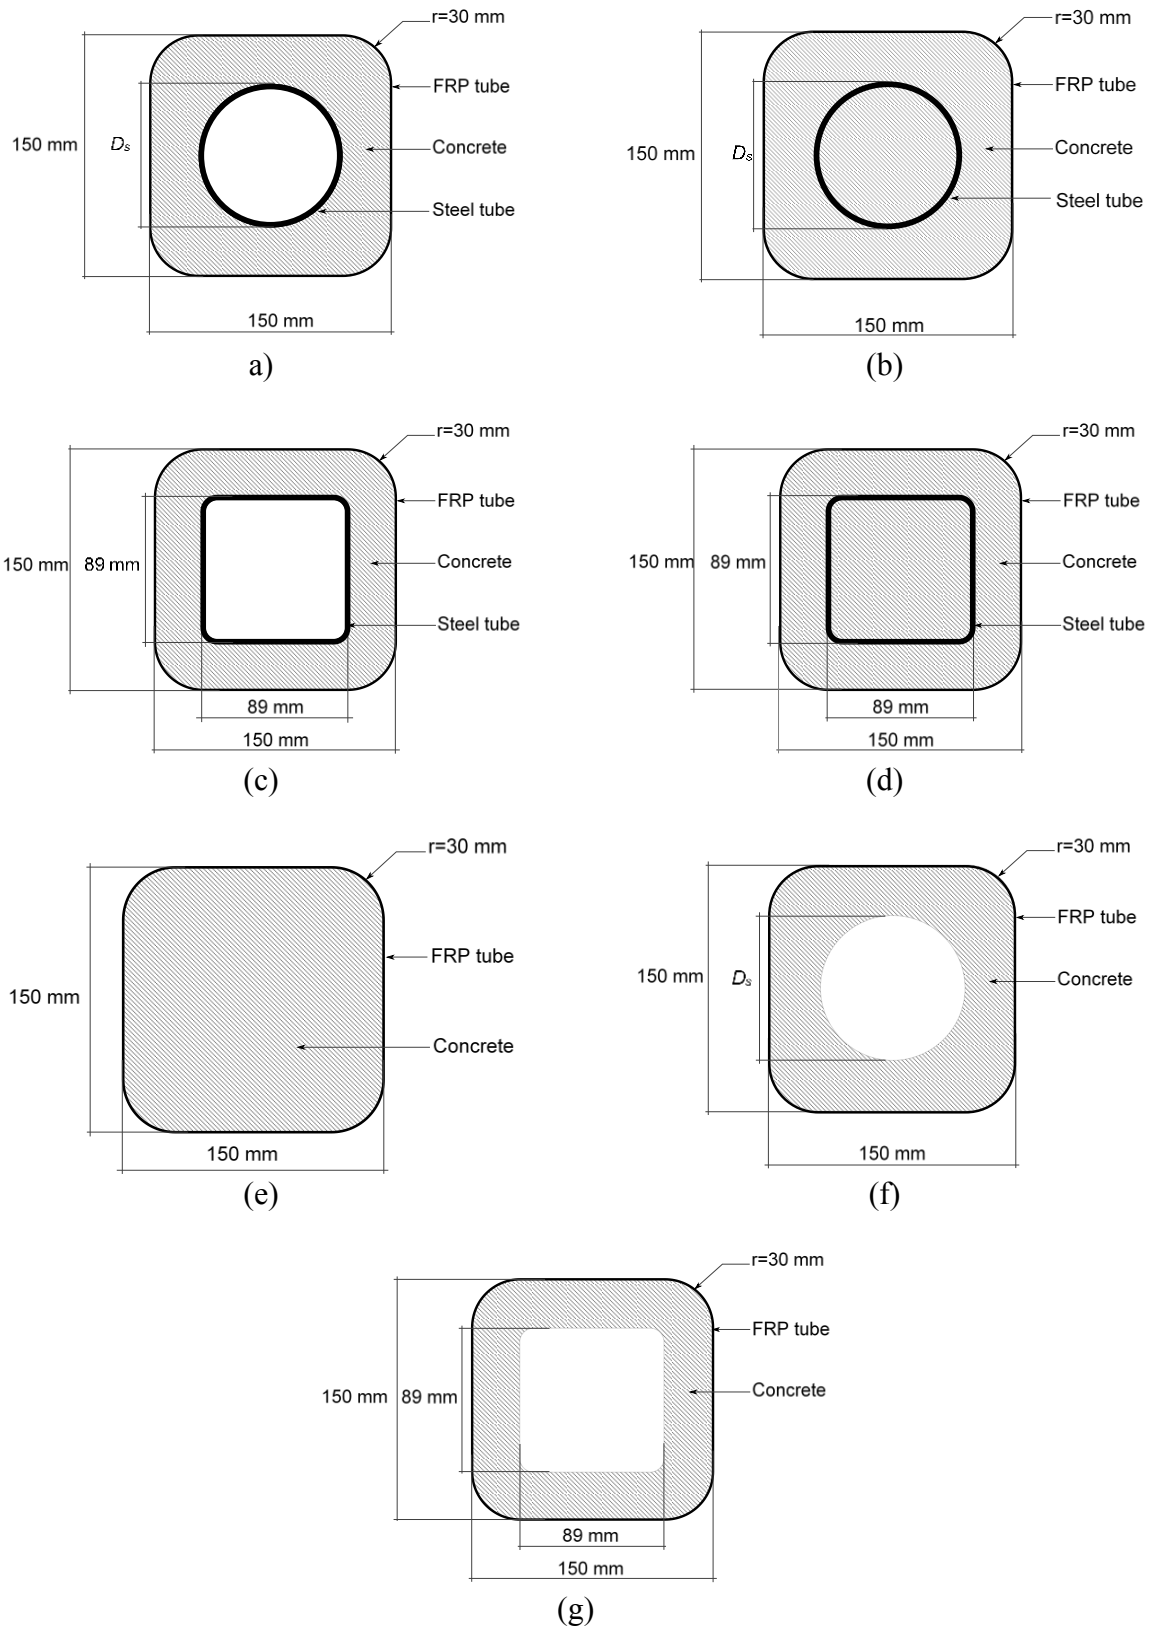 r=30 mm
FRP tube
150 mm
Ds
Concrete
Steel tube
150 mm
a)
r=30 mm
FRP tube
150 mm
Ds
Concrete
Steel tube
150 mm
(b)
r=30 mm
FRP tube
150 mm
89 mm
Concrete
Steel tube
89 mm
150 mm
(c)
r=30 mm
FRP tube
150 mm
89 mm
Concrete
Steel tube
89 mm
150 mm
(d)
r=30 mm
FRP tube
150 mm
Concrete
150 mm
(e)
r=30 mm
FRP tube
150 mm
Ds
Concrete
150 mm
(f)
r=30 mm
FRP tube
150 mm
89 mm
Concrete
89 mm
150 mm
(g)